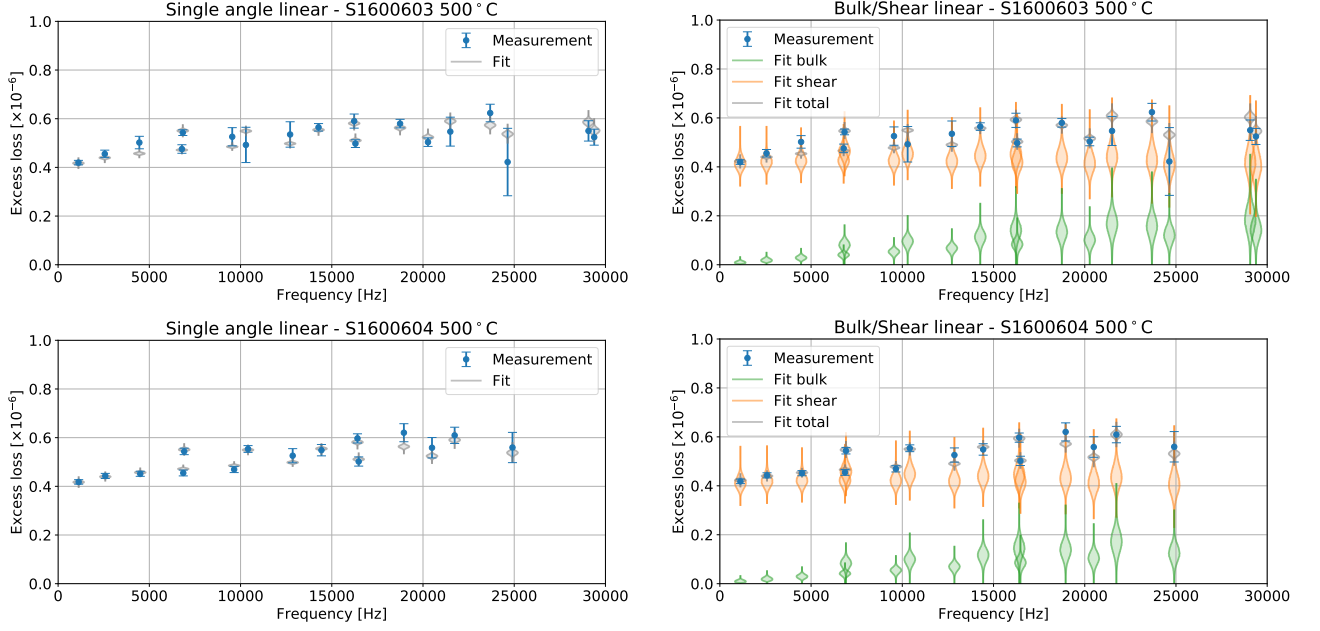 Single angle linear - S1600603 500°C
Excess loss [×10⁻⁶]
1.0
0.8
0.6
0.4
0.2
0.0
Measurement
Fit
0 5000 10000 15000 20000 25000 30000
Frequency [Hz]
Bulk/Shear linear - S1600603 500°C
Excess loss [×10⁻⁶]
1.0
0.8
0.6
0.4
0.2
0.0
Measurement
Fit bulk
Fit shear
Fit total
0 5000 10000 15000 20000 25000 30000
Frequency [Hz]
Single angle linear - S1600604 500°C
Excess loss [×10⁻⁶]
1.0
0.8
0.6
0.4
0.2
0.0
Measurement
Fit
0 5000 10000 15000 20000 25000 30000
Frequency [Hz]
Bulk/Shear linear - S1600604 500°C
Excess loss [×10⁻⁶]
1.0
0.8
0.6
0.4
0.2
0.0
Measurement
Fit bulk
Fit shear
Fit total
0 5000 10000 15000 20000 25000 30000
Frequency [Hz]